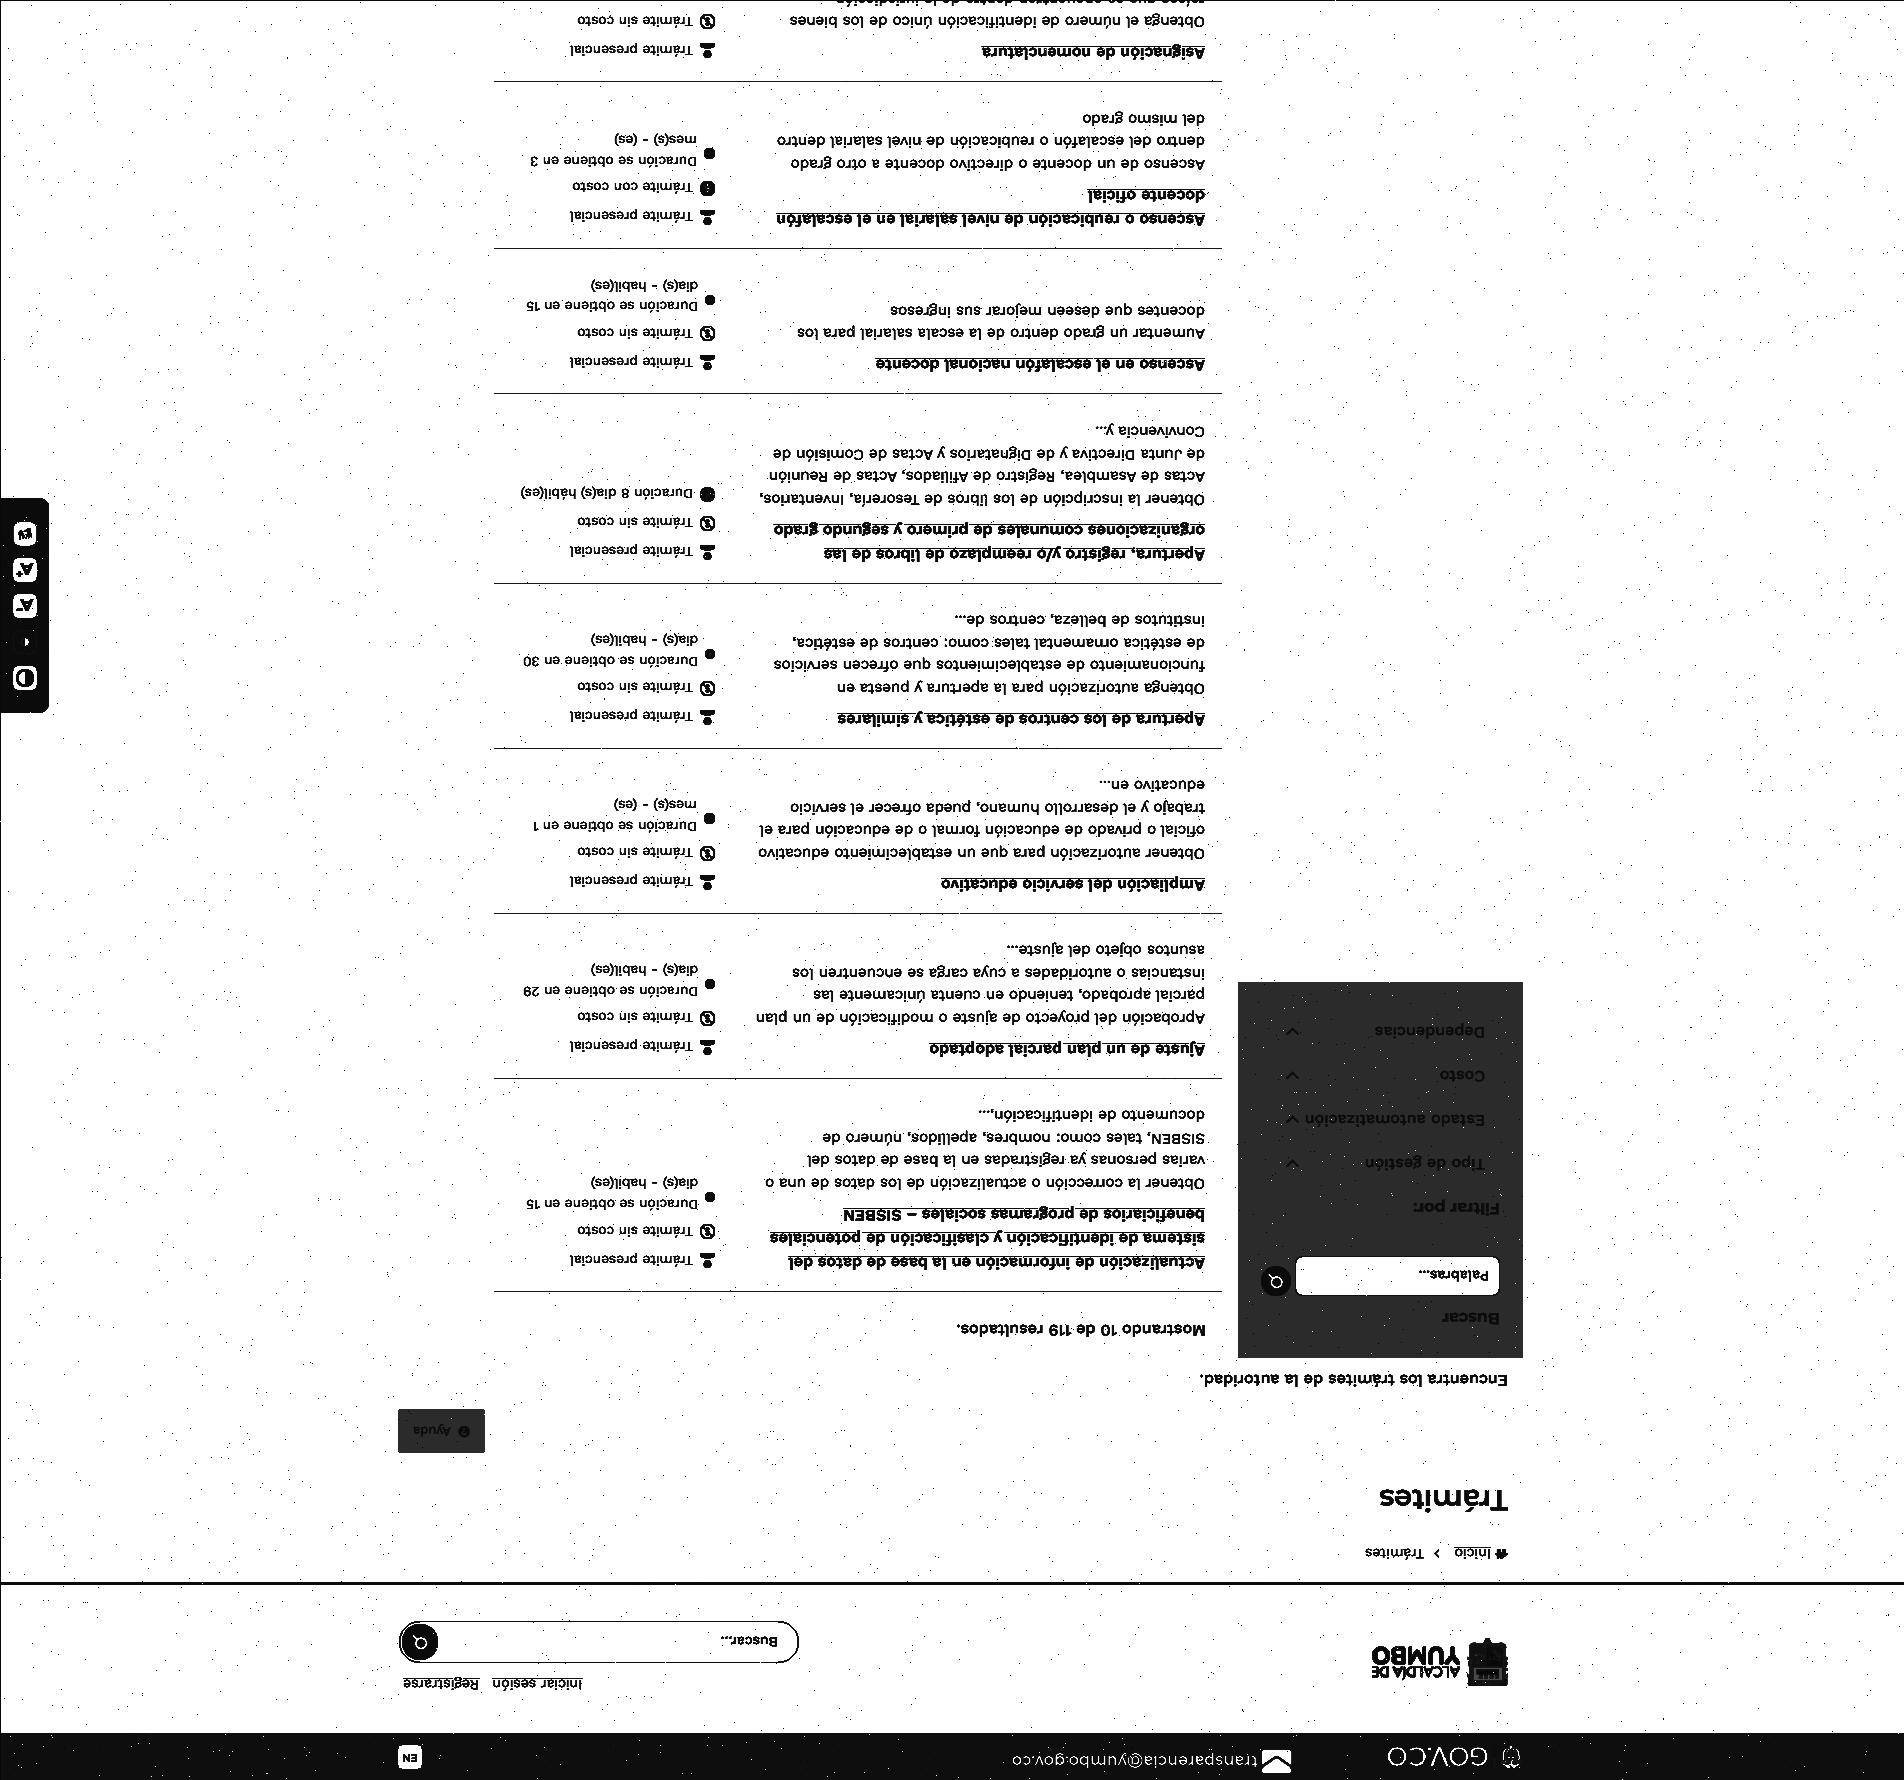 GOV.CO
transparencia@yumbo.gov.co
EN
ALCALDÍA DE
YUMBO
Iniciar sesión Registrarse
Buscar...
Inicio > Trámites
Trámites
Ayuda
Encuentra los trámites de la autoridad.
Buscar
Palabras...
Filtrar por:
Tipo de gestión
Estado automatización
Costo
Dependencias
Mostrando 10 de 119 resultados.
Actualización de información en la base de datos del
sistema de identificación y clasificación de potenciales
beneficiarios de programas sociales – SISBEN
Obtener la corrección o actualización de los datos de una o
varias personas ya registradas en la base de datos del
SISBEN, tales como: nombres, apellidos, número de
documento de identificación,...
Trámite presencial
Trámite sin costo
Duración se obtiene en 15
dia(s) - habil(es)
Ajuste de un plan parcial adoptado
Aprobación del proyecto de ajuste o modificación de un plan
parcial aprobado, teniendo en cuenta únicamente las
instancias o autoridades a cuya carga se encuentren los
asuntos objeto del ajuste...
Trámite presencial
Trámite sin costo
Duración se obtiene en 29
dia(s) - habil(es)
Ampliación del servicio educativo
Obtener autorización para que un establecimiento educativo
oficial o privado de educación formal o de educación para el
trabajo y el desarrollo humano, pueda ofrecer el servicio
educativo en...
Trámite presencial
Trámite sin costo
Duración se obtiene en 1
mes(s) - (es)
Apertura de los centros de estética y similares
Obtenga autorización para la apertura y puesta en
funcionamiento de establecimientos que ofrecen servicios
de estética ornamental tales como: centros de estética,
institutos de belleza, centros de...
Trámite presencial
Trámite sin costo
Duración se obtiene en 30
dia(s) - habil(es)
Apertura, registro y/o reemplazo de libros de las
organizaciones comunales de primero y segundo grado
Obtener la inscripción de los libros de Tesorería, Inventarios,
Actas de Asamblea, Registro de Afiliados, Actas de Reunión
de Junta Directiva y de Dignatarios y Actas de Comisión de
Convivencia y...
Trámite presencial
Trámite sin costo
Duración 8 dia(s) hábil(es)
Ascenso en el escalafón nacional docente
Aumentar un grado dentro de la escala salarial para los
docentes que deseen mejorar sus ingresos
Trámite presencial
Trámite sin costo
Duración se obtiene en 15
dia(s) - habil(es)
Ascenso o reubicación de nivel salarial en el escalafón
docente oficial
Ascenso de un docente o directivo docente a otro grado
dentro del escalafón o reubicación de nivel salarial dentro
del mismo grado
Trámite presencial
Trámite con costo
Duración se obtiene en 3
mes(s) - (es)
Asignación de nomenclatura
Obtenga el número de identificación único de los bienes
Trámite presencial
Trámite sin costo
A-
A+